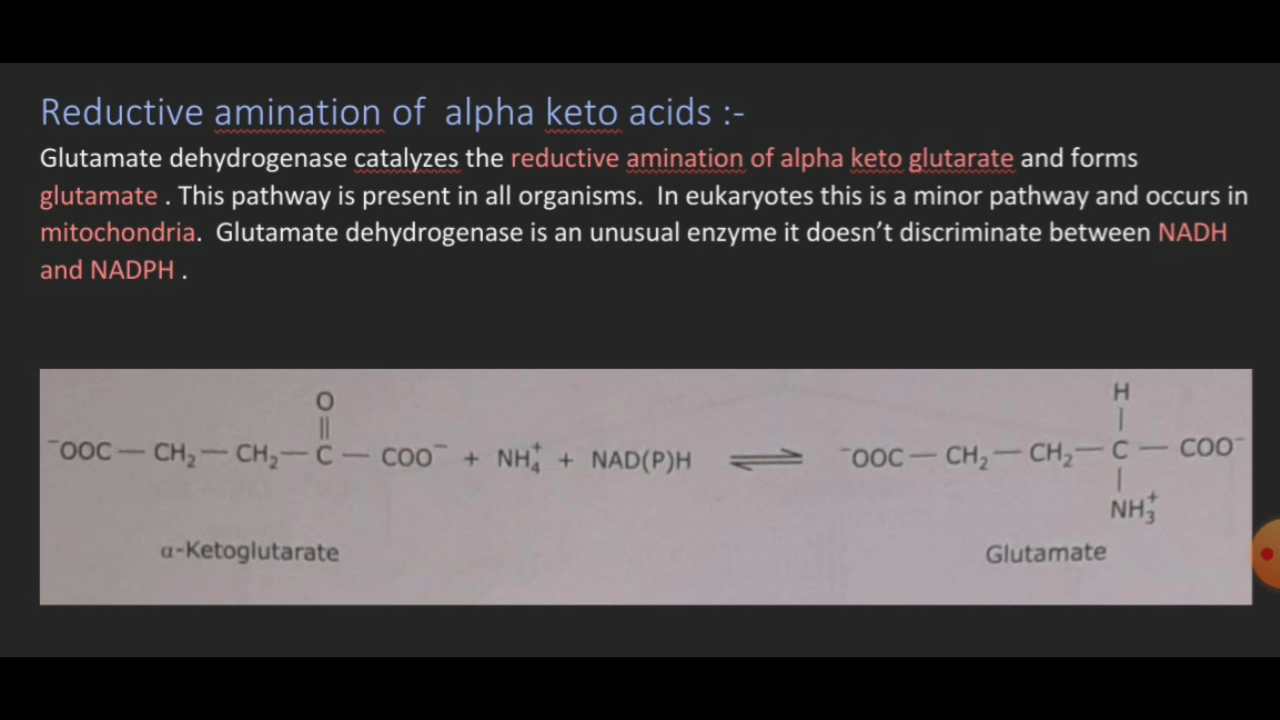 Reductive amination of alpha keto acids :-
Glutamate dehydrogenase catalyzes the reductive amination of alpha keto glutarate and forms
glutamate . This pathway is present in all organisms. In eukaryotes this is a minor pathway and occurs in
mitochondria. Glutamate dehydrogenase is an unusual enzyme it doesn’t discriminate between NADH
and NADPH .
O
||
⁻OOC — CH₂ — CH₂ — C — COO⁻ + NH₄⁺ + NAD(P)H ⇌ ⁻OOC — CH₂ — CH₂ — C — COO⁻
H
|
|
NH₃⁺
α-Ketoglutarate
Glutamate